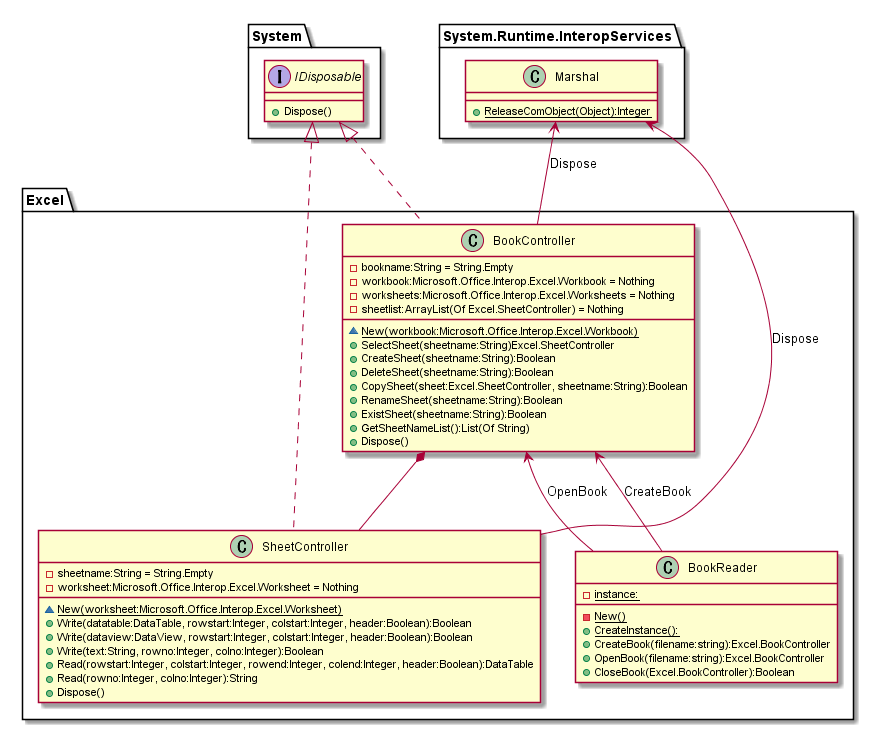 System
System.Runtime.InteropServices
I IDisposable
C Marshal
Dispose()
ReleaseComObject(Object):Integer
Dispose
Excel
C BookController
bookname:String = String.Empty
workbook:Microsoft.Office.Interop.Excel.Workbook = Nothing
worksheets:Microsoft.Office.Interop.Excel.Worksheets = Nothing
sheetlist:ArrayList(Of Excel.SheetController) = Nothing
New(workbook:Microsoft.Office.Interop.Excel.Workbook)
SelectSheet(sheetname:String)Excel.SheetController
CreateSheet(sheetname:String):Boolean
DeleteSheet(sheetname:String):Boolean
CopySheet(sheet:Excel.SheetController, sheetname:String):Boolean
RenameSheet(sheetname:String):Boolean
ExistSheet(sheetname:String):Boolean
GetSheetNameList():List(Of String)
Dispose()
Dispose
OpenBook
CreateBook
C SheetController
sheetname:String = String.Empty
worksheet:Microsoft.Office.Interop.Excel.Worksheet = Nothing
New(worksheet:Microsoft.Office.Interop.Excel.Worksheet)
Write(datatable:DataTable, rowstart:Integer, colstart:Integer, header:Boolean):Boolean
Write(dataview:DataView, rowstart:Integer, colstart:Integer, header:Boolean):Boolean
Write(text:String, rowno:Integer, colno:Integer):Boolean
Read(rowstart:Integer, colstart:Integer, rowend:Integer, colend:Integer, header:Boolean):DataTable
Read(rowno:Integer, colno:Integer):String
Dispose()
C BookReader
instance:
New()
CreateInstance():
CreateBook(filename:string):Excel.BookController
OpenBook(filename:string):Excel.BookController
CloseBook(Excel.BookController):Boolean